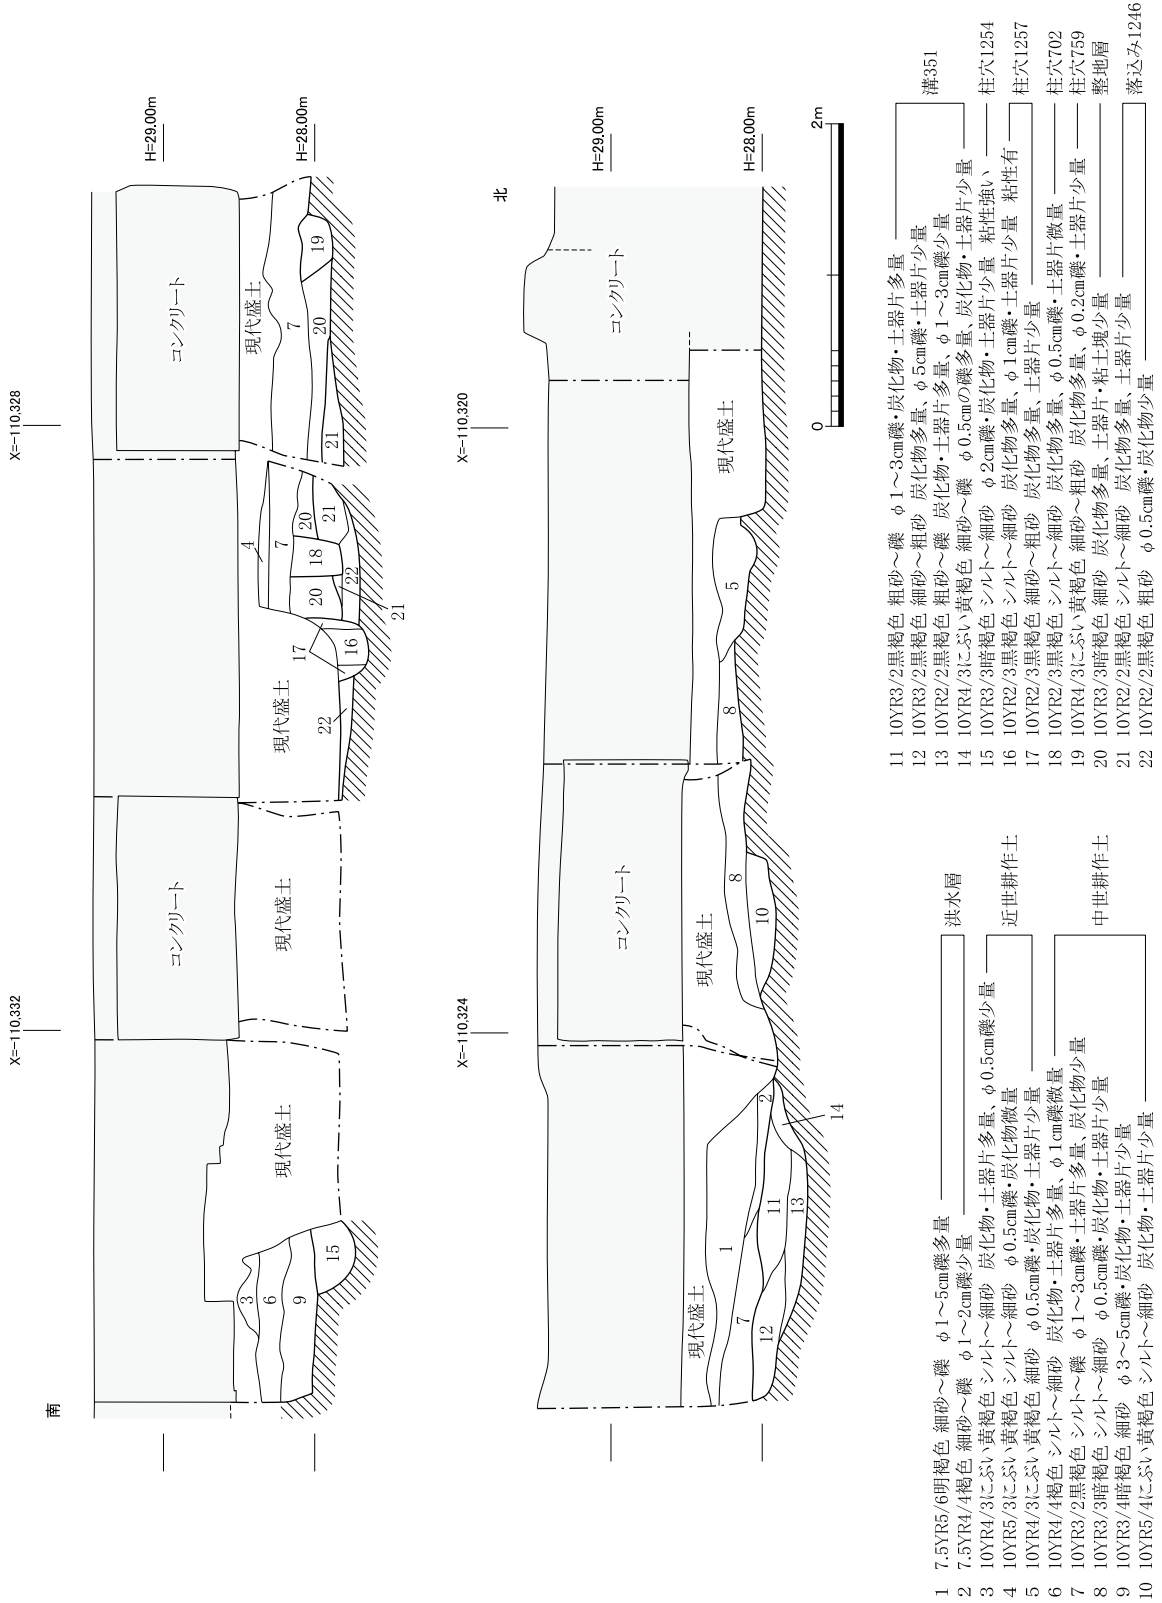 南
X=-110,332
X=-110,328
H=29.00m
H=28.00m
コンクリート
コンクリート
現代盛土
現代盛土
現代盛土
現代盛土
3
6
9
15
22
17
16
4
7
20
18
20
21
22
21
7
19
20
21
北
X=-110,324
X=-110,320
H=29.00m
H=28.00m
コンクリート
コンクリート
現代盛土
現代盛土
現代盛土
1
7
12
11
13
2
14
8
10
8
5
0
2m
1 7.5YR5/6明褐色 細砂～礫 φ1～5cm礫多量
2 7.5YR4/4褐色 細砂～礫 φ1～2cm礫少量
洪水層
3 10YR4/3にぶい黄褐色 シルト～細砂 炭化物・土器片多量、φ0.5cm礫少量
4 10YR5/3にぶい黄褐色 シルト～細砂 φ0.5cm礫・炭化物微量
5 10YR4/3にぶい黄褐色 細砂 φ0.5cm礫・炭化物・土器片少量
近世耕作土
6 10YR4/4褐色 シルト～細砂 炭化物・土器片多量、φ1cm礫微量
7 10YR3/2黒褐色 シルト～礫 φ1～3cm礫・土器片多量、炭化物少量
8 10YR3/3暗褐色 シルト～細砂 φ0.5cm礫・炭化物・土器片少量
9 10YR3/4暗褐色 細砂 φ3～5cm礫・炭化物・土器片少量
10 10YR5/4にぶい黄褐色 シルト～細砂 炭化物・土器片少量
中世耕作土
11 10YR3/2黒褐色 粗砂～礫 φ1～3cm礫・炭化物・土器片多量
12 10YR3/2黒褐色 細砂～粗砂 炭化物多量、φ5cm礫・土器片少量
13 10YR2/2黒褐色 粗砂～礫 炭化物・土器片多量、φ1～3cm礫少量
14 10YR4/3にぶい黄褐色 細砂～礫 φ0.5cmの礫多量、炭化物・土器片少量
溝351
15 10YR3/3暗褐色 シルト～細砂 φ2cm礫・炭化物・土器片少量 粘性強い 柱穴1254
16 10YR2/3黒褐色 シルト～細砂 炭化物多量、φ1cm礫・土器片少量 粘性有
17 10YR2/3黒褐色 細砂～粗砂 炭化物多量、土器片少量
柱穴1257
18 10YR2/3黒褐色 シルト～細砂 炭化物多量、φ0.5cm礫・土器片微量 柱穴702
19 10YR4/3にぶい黄褐色 細砂～粗砂 炭化物多量、φ0.2cm礫・土器片少量 柱穴759
20 10YR3/3暗褐色 細砂 炭化物多量、土器片・粘土塊少量 整地層
21 10YR2/2黒褐色 シルト～細砂 炭化物多量、土器片少量
22 10YR2/2黒褐色 粗砂 φ0.5cm礫・炭化物少量
落込み1246